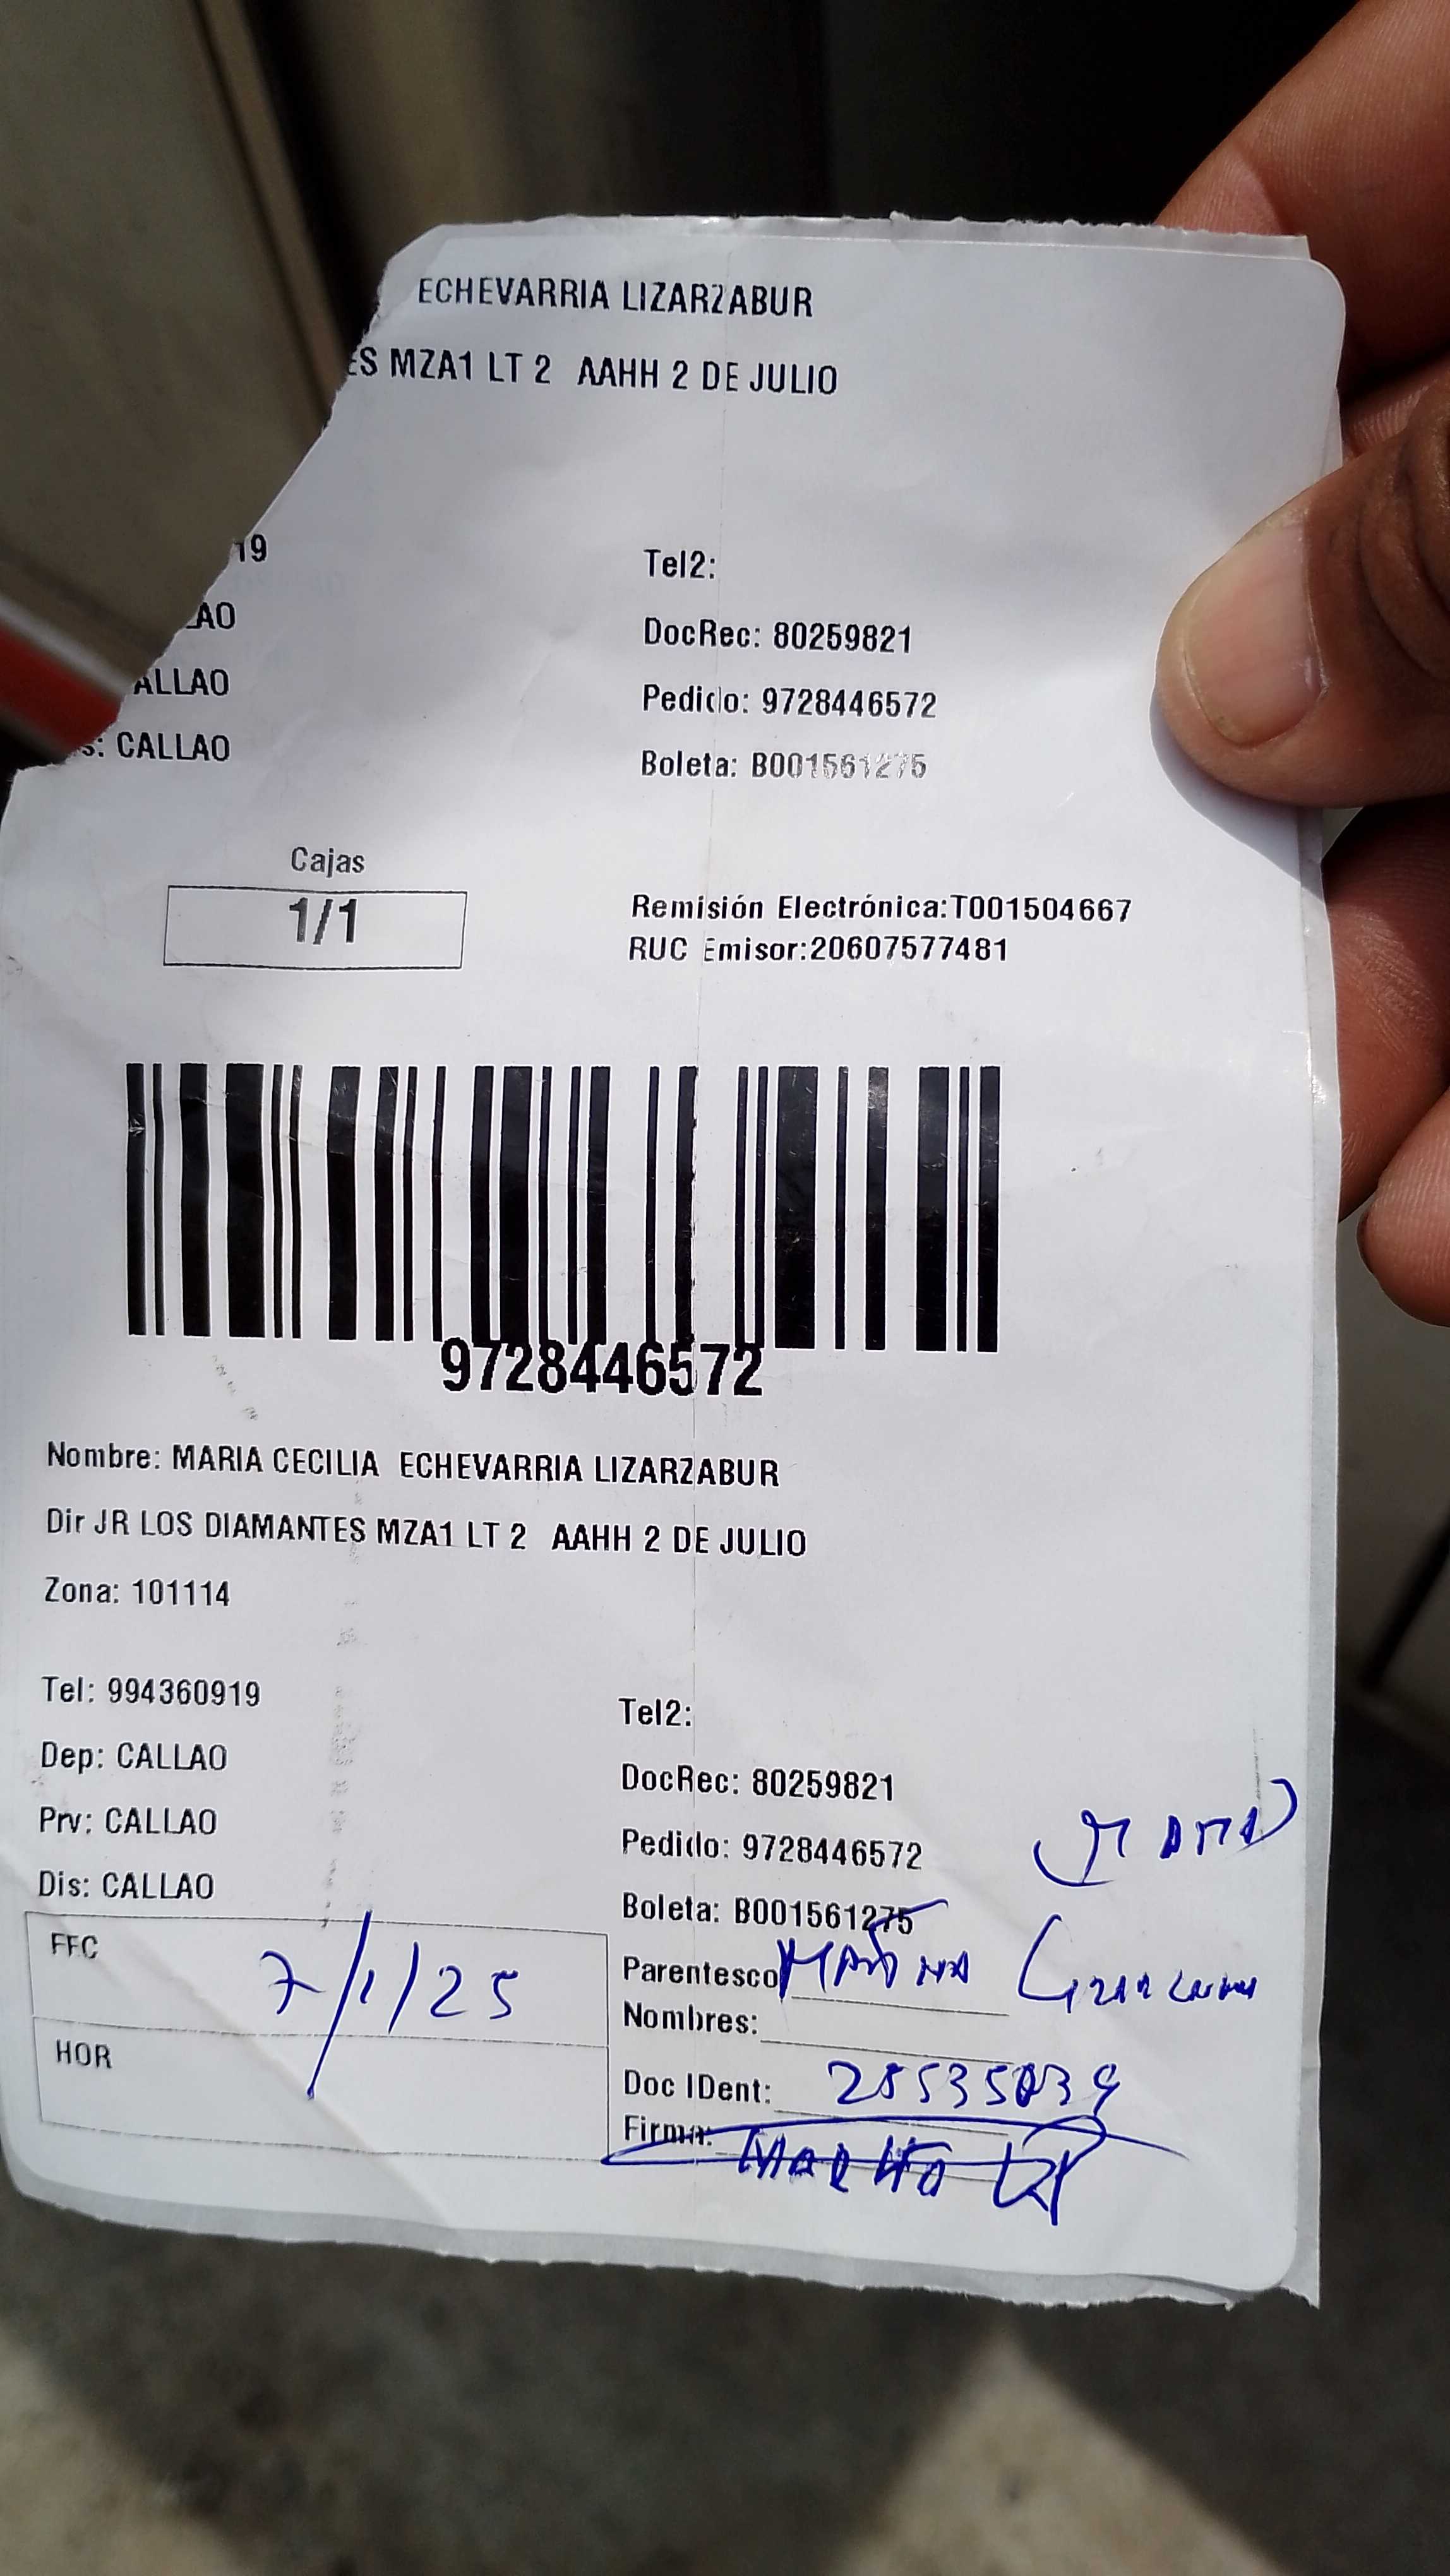 ECHEVARRIA LIZARZABUR
ES MZA1 LT 2 AAHH 2 DE JULIO
19
Tel2:
AO
DocRec: 80259821
ALLAO
Pedido: 9728446572
s: CALLAO
Boleta: B001561275
Cajas
1/1
Remisión Electrónica:T001504667
RUC Emisor:20607577481
9728446572
Nombre: MARIA CECILIA ECHEVARRIA LIZARZABUR
Dir JR LOS DIAMANTES MZA1 LT 2 AAHH 2 DE JULIO
Zona: 101114
Tel: 994360919
Tel2:
Dep: CALLAO
DocRec: 80259821
Prv: CALLAO
Pedido: 9728446572
Dis: CALLAO
Boleta: B001561275
FFC 7/1/25
Parentesco
Nombres:
HOR
Doc IDent:
Firma: